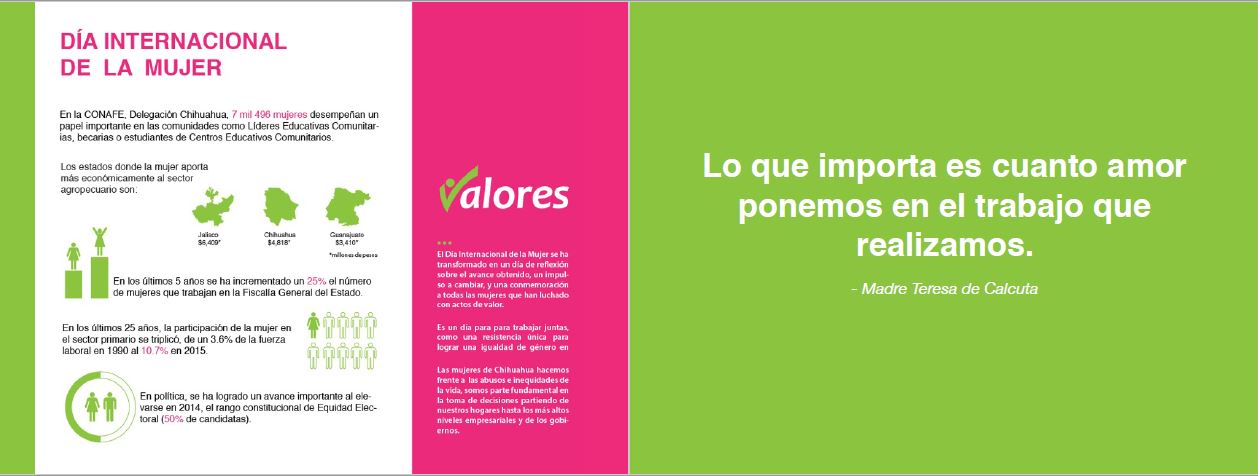 DÍA INTERNACIONAL
DE LA MUJER
En la CONAFE, Delegación Chihuahua, 7 mil 496 mujeres desempeñan un
papel importante en las comunidades como Líderes Educativas Comunitar-
ias, becarias o estudiantes de Centros Educativos Comunitarios.
Los estados donde la mujer aporta
más económicamente al sector
agropecuario son:
Jalisco
$6,409*
Chihuahua
$4,818*
Guanajuato
$3,410*
*millones de pesos
En los últimos 5 años se ha incrementado un 25% el número
de mujeres que trabajan en la Fiscalía General del Estado.
En los últimos 25 años, la participación de la mujer en
el sector primario se triplicó, de un 3.6% de la fuerza
laboral en 1990 al 10.7% en 2015.
En política, se ha logrado un avance importante al ele-
varse en 2014, el rango constitucional de Equidad Elec-
toral (50% de candidatas).
Valores
El Día Internacional de la Mujer se ha
transformado en un día de reflexión
sobre el avance obtenido, un impul-
so a cambiar, y una conmemoración
a todas las mujeres que han luchado
con actos de valor.
Es un día para para trabajar juntas,
como una resistencia única para
lograr una igualdad de género en
Las mujeres de Chihuahua hacemos
frente a las abusos e inequidades de
la vida, somos parte fundamental en
la toma de decisiones partiendo de
nuestros hogares hasta los más altos
niveles empresariales y de los gobi-
ernos.
Lo que importa es cuanto amor
ponemos en el trabajo que
realizamos.
- Madre Teresa de Calcuta